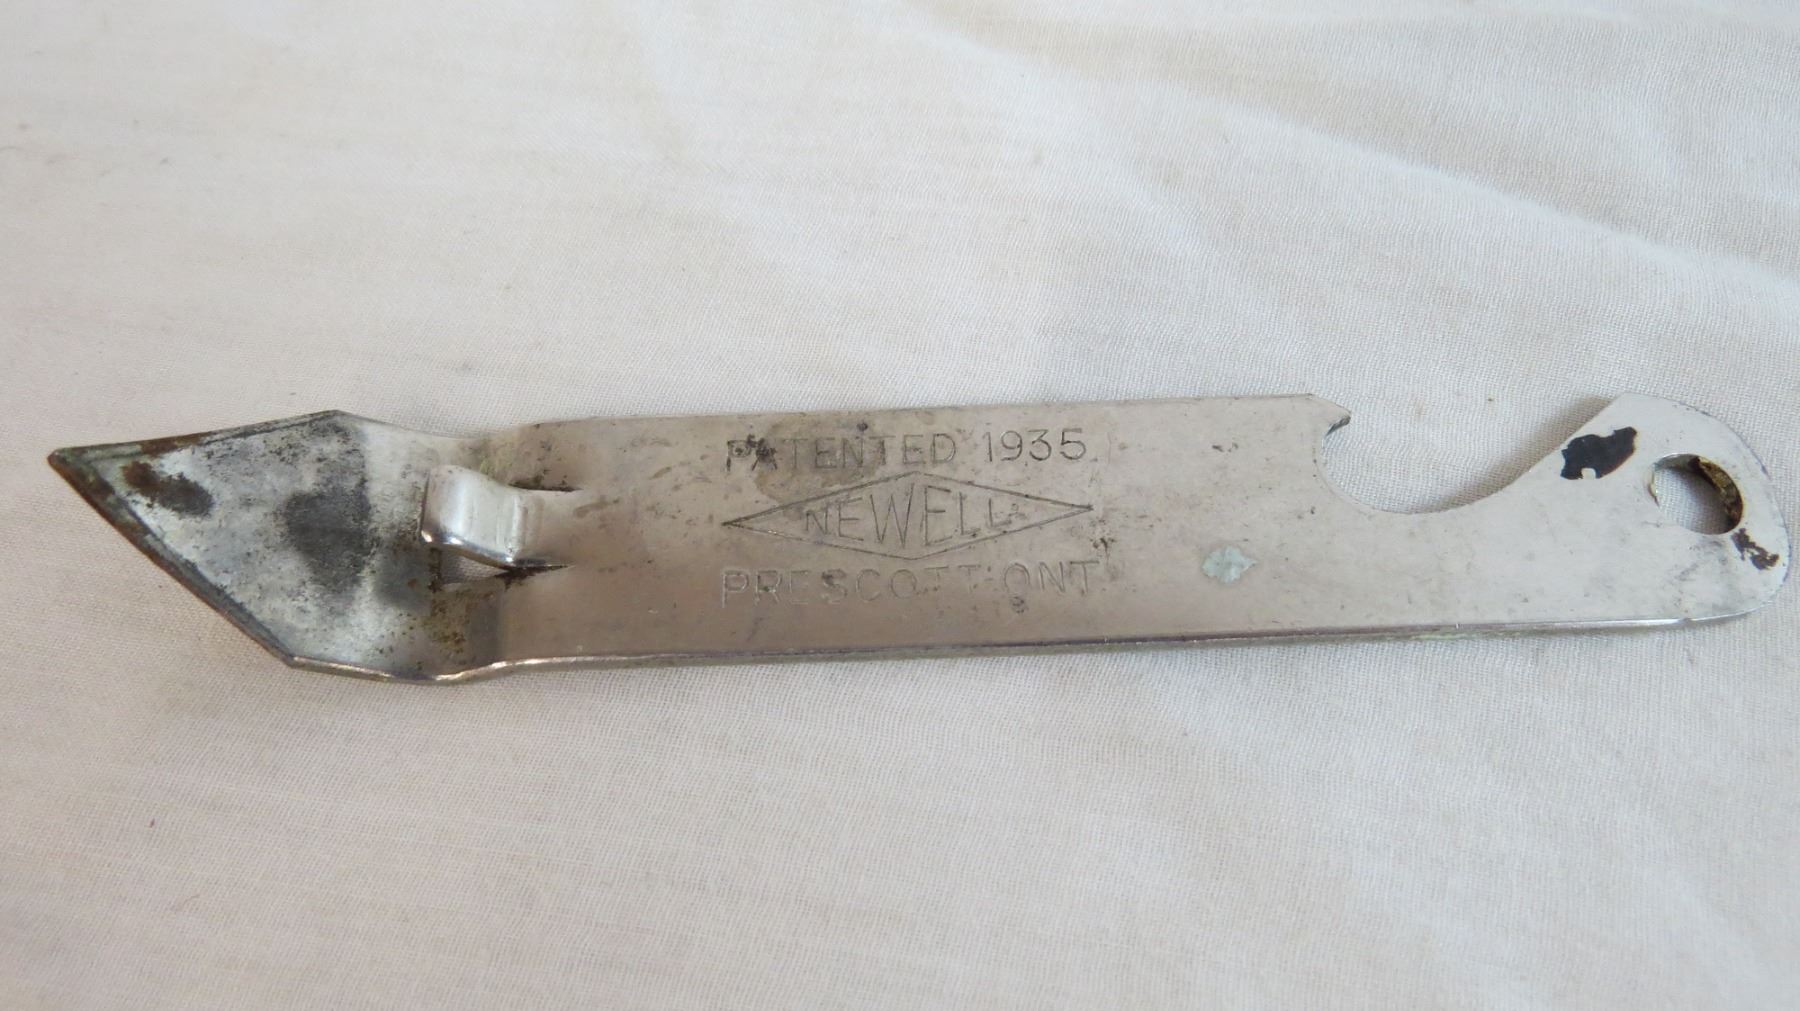 PATENTED 1935
NEWELL
PRESCOTT ONT